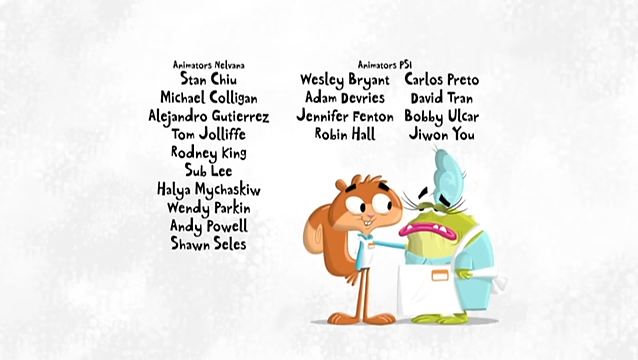 Animators Nelvana
Stan Chiu
Michael Colligan
Alejandro Gutierrez
Tom Jolliffe
Rodney King
Sub Lee
Halya Mychaskiw
Wendy Parkin
Andy Powell
Shawn Seles
Animators PSI
Wesley Bryant
Adam Devries
Jennifer Fenton
Robin Hall
Carlos Preto
David Tran
Bobby Ulcar
Jiwon You